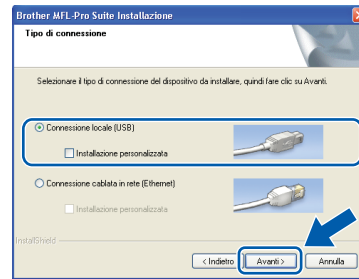 Brother MFL-Pro Suite Installazione
Tipo di connessione
Selezionare il tipo di connessione del dispositivo da installare, quindi fare clic su Avanti.
Connessione locale (USB)
Installazione personalizzata
Connessione cablata in rete (Ethernet)
Installazione personalizzata
InstallShield
< Indietro Avanti > Annulla